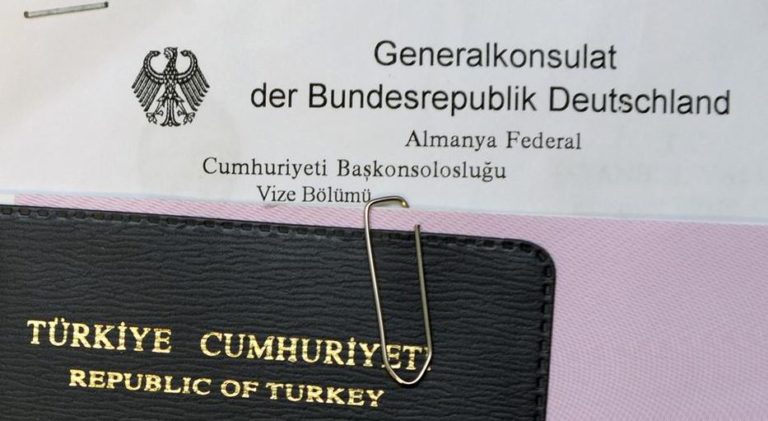 Generalkonsulat
der Bundesrepublik Deutschland
Almanya Federal
Cumhuriyeti Başkonsolosluğu
Vize Bölümü
TÜRKİYE CUMHURİYETİ
REPUBLIC OF TURKEY